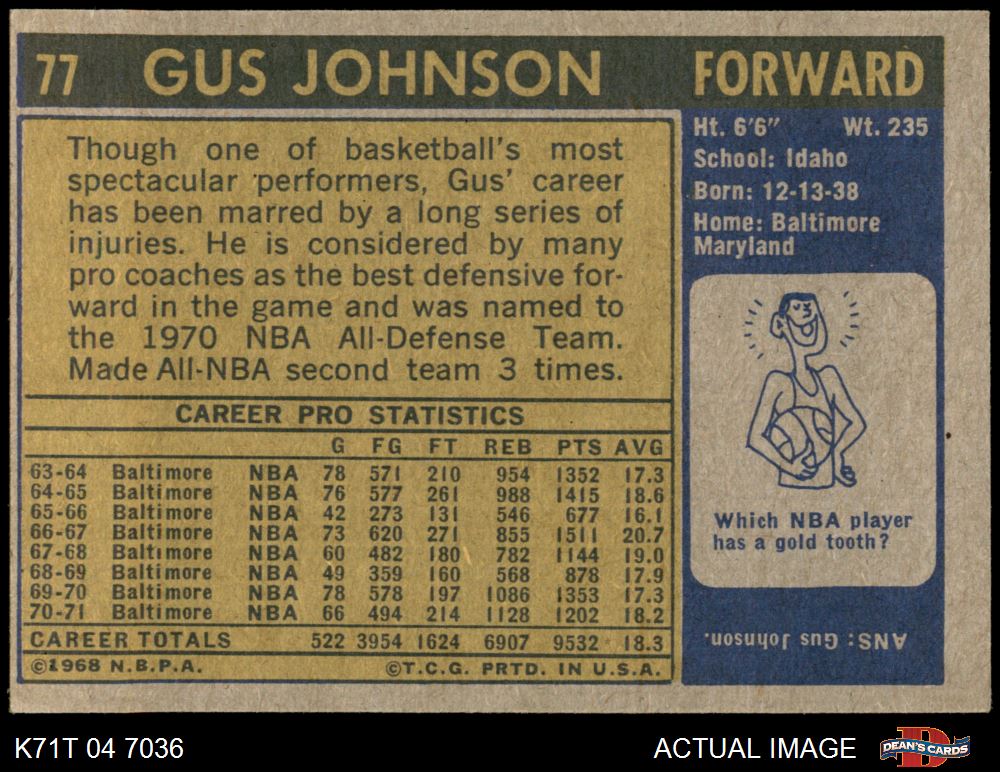 77 GUS JOHNSON FORWARD
Though one of basketball's most
spectacular performers, Gus' career
has been marred by a long series of
injuries. He is considered by many
pro coaches as the best defensive for-
ward in the game and was named to
the 1970 NBA All-Defense Team.
Made All-NBA second team 3 times.
CAREER PRO STATISTICS
G FG FT REB PTS AVG
63-64 Baltimore NBA 78 571 210 954 1352 17.3
64-65 Baltimore NBA 76 577 261 988 1415 18.6
65-66 Baltimore NBA 42 273 131 546 677 16.1
66-67 Baltimore NBA 73 620 271 855 1511 20.7
67-68 Baltimore NBA 60 482 180 782 1144 19.0
68-69 Baltimore NBA 49 359 160 568 878 17.9
69-70 Baltimore NBA 78 578 197 1086 1353 17.3
70-71 Baltimore NBA 66 494 214 1128 1202 18.2
CAREER TOTALS 522 3954 1624 6907 9532 18.3
©1968 N.B.P.A. ©T.C.G. PRTD. IN U.S.A.
Ht. 6'6" Wt. 235
School: Idaho
Born: 12-13-38
Home: Baltimore
Maryland
Which NBA player
has a gold tooth?
ANS: Gus Johnson.
K71T 04 7036 ACTUAL IMAGE DEAN'S CARDS